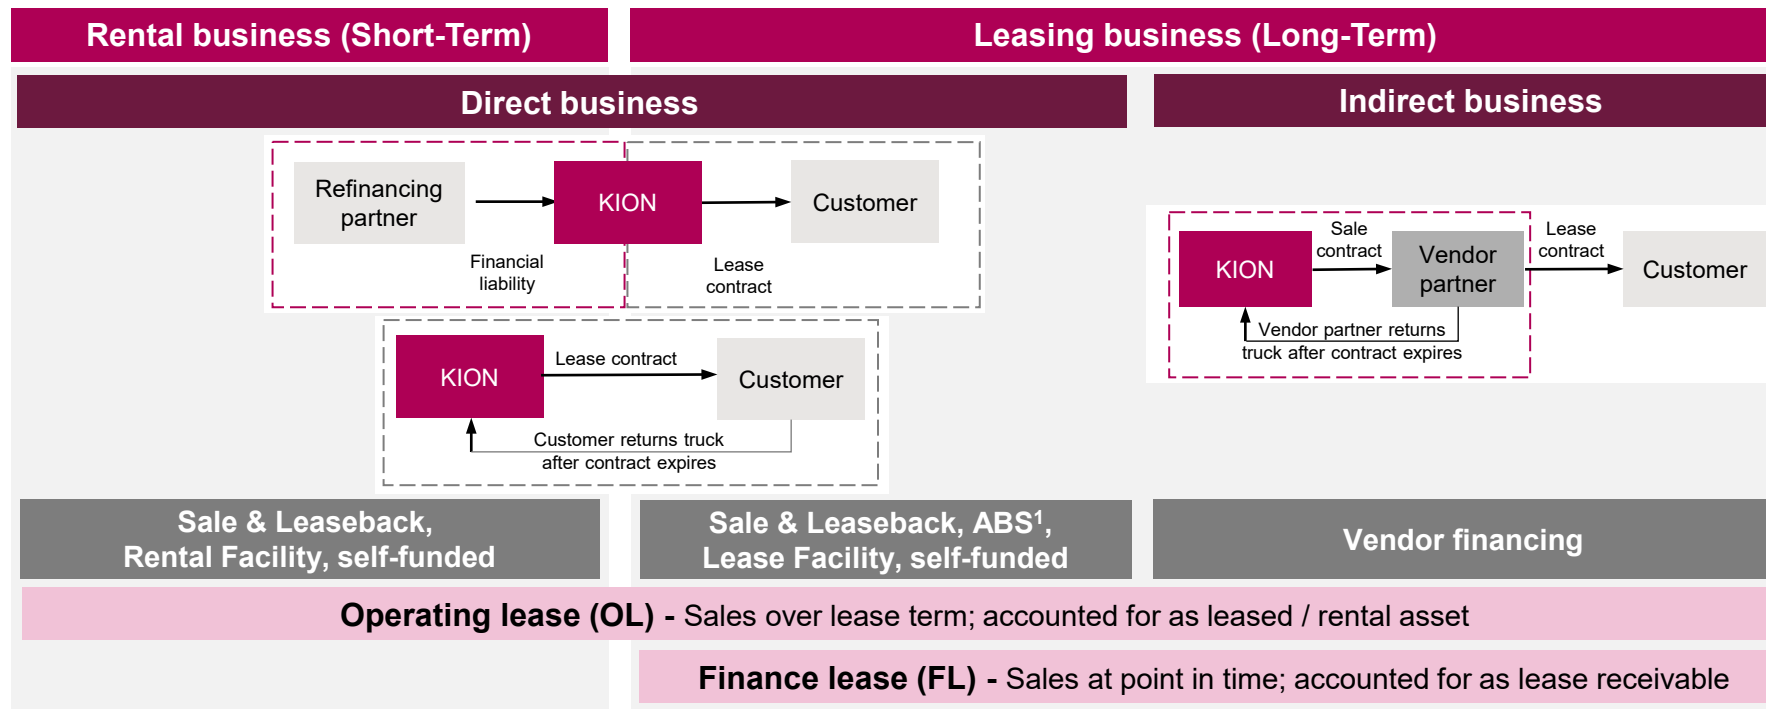 Rental business (Short-Term)
Leasing business (Long-Term)
Direct business
Indirect business
Refinancing
partner
KION
Customer
Financial
liability
Lease
contract
KION
Lease contract
Customer
Customer returns truck
after contract expires
KION
Sale
contract
Vendor
partner
Lease
contract
Customer
Vendor partner returns
truck after contract expires
Sale & Leaseback,
Rental Facility, self-funded
Sale & Leaseback, ABS¹,
Lease Facility, self-funded
Vendor financing
Operating lease (OL) - Sales over lease term; accounted for as leased / rental asset
Finance lease (FL) - Sales at point in time; accounted for as lease receivable